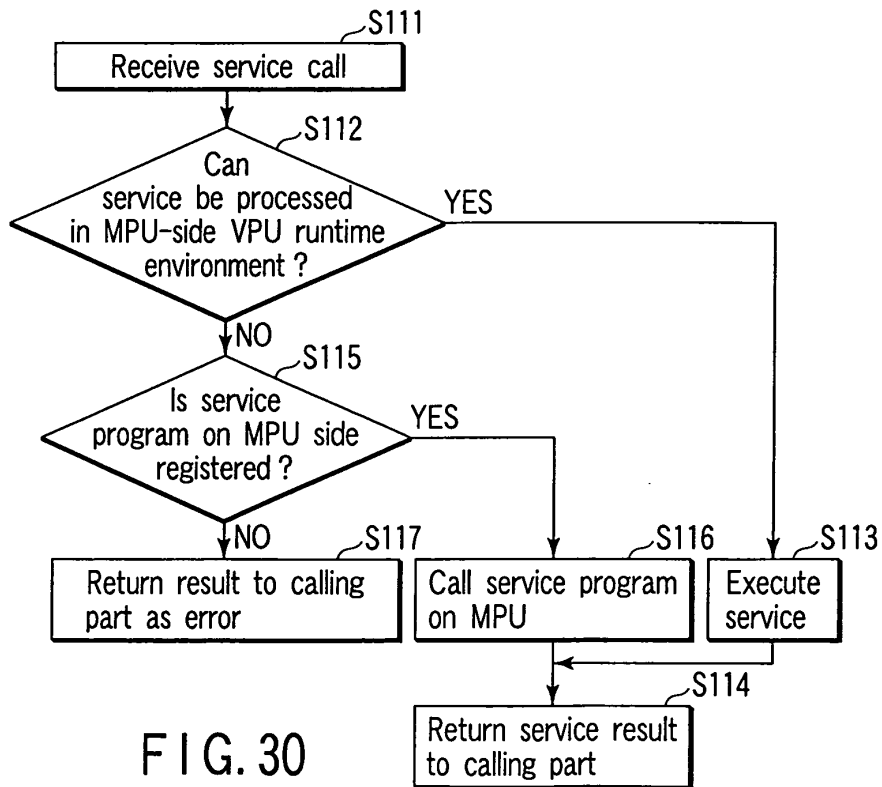 S111
Receive service call
S112
Can
service be processed
in MPU-side VPU runtime
environment ?
YES
NO
S115
Is service
program on MPU side
registered ?
YES
NO
S117
Return result to calling
part as error
S116
Call service program
on MPU
S113
Execute
service
S114
Return service result
to calling part
FIG. 30